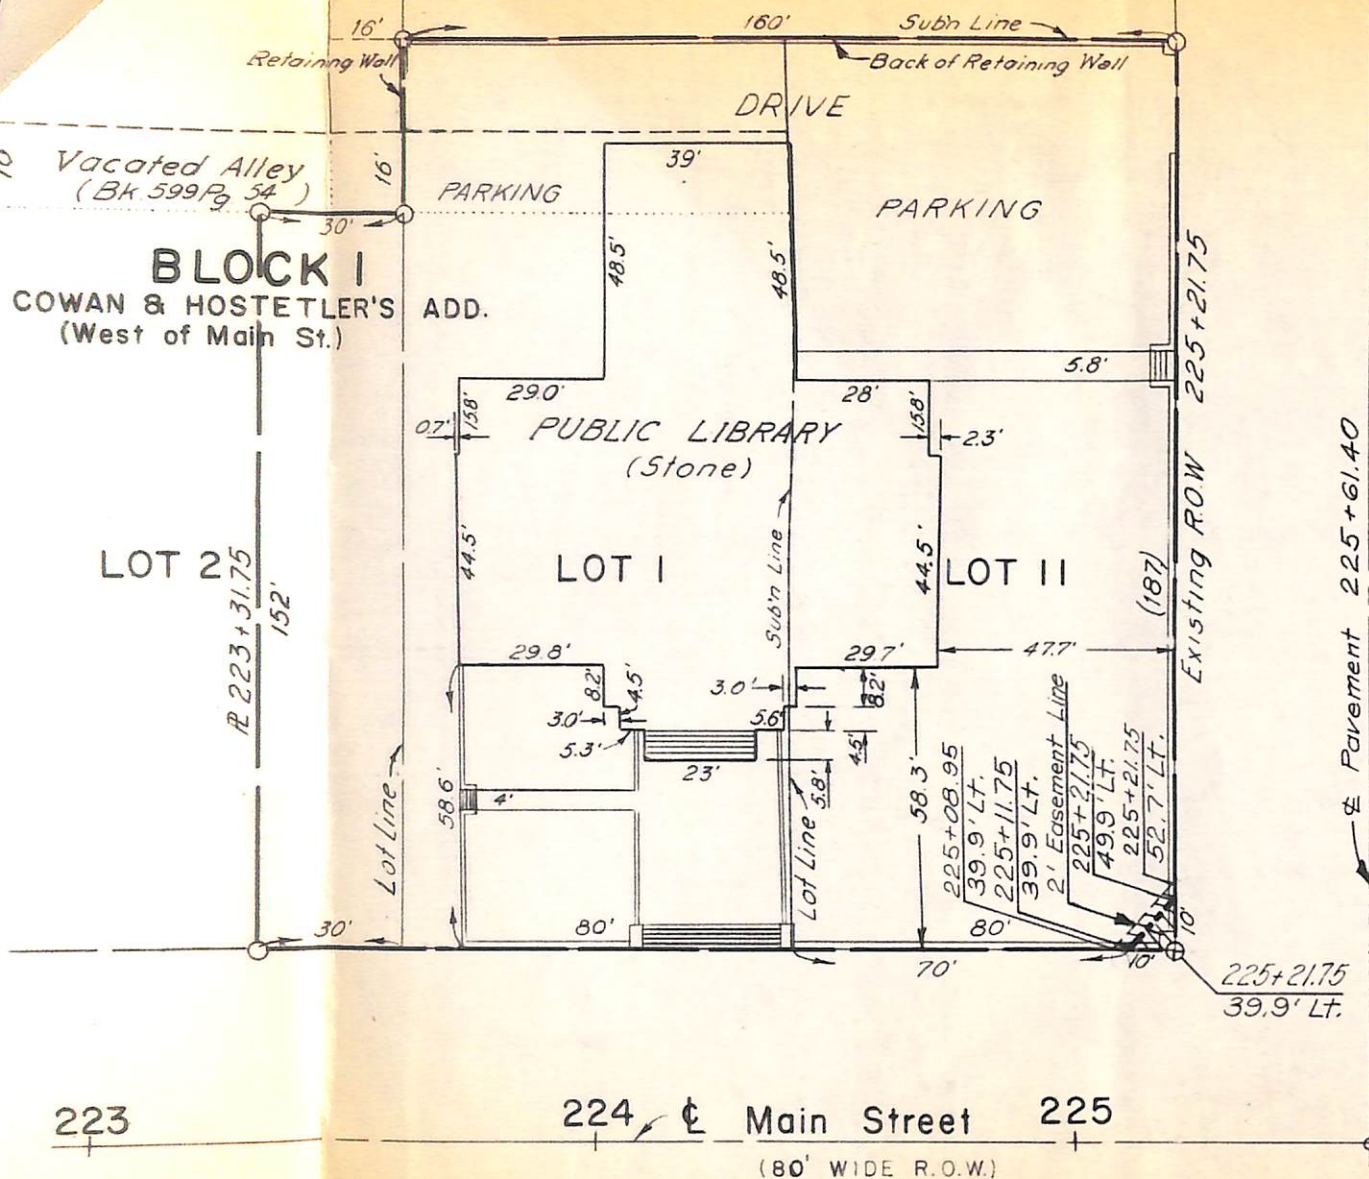 16'
160'
Sub'n Line
Retaining Wall
Back of Retaining Wall
DRIVE
Vacated Alley
(Bk. 599 Pg 54)
16'
PARKING
39'
PARKING
30'
BLOCK 1
COWAN & HOSTETLER'S ADD.
(West of Main St.)
48.5'
48.5'
225+21.75
5.8'
29.0'
28'
0.7'
15.8'
15.8'
2.3'
PUBLIC LIBRARY
(Stone)
Existing R.O.W
℄ Pavement 225+61.40
LOT 2
℞ 223+31.75
152'
44.5'
LOT 1
Sub'n Line
44.5'
LOT 11
(187)
29.8'
29.7'
47.7'
8.2'
4.5'
3.0'
3.0'
5.6'
8.2'
5.3'
4.5'
23'
5.8'
58.6'
4'
58.3'
Lot Line
Lot Line
225+08.95
39.9' Lt.
225+11.75
39.9' Lt.
2' Easement Line
225+21.75
49.9' Lt.
225+21.75
52.7' Lt.
10'
30'
80'
80'
10'
70'
225+21.75
39.9' Lt.
223
224
℄ Main Street
225
(80' WIDE R.O.W.)